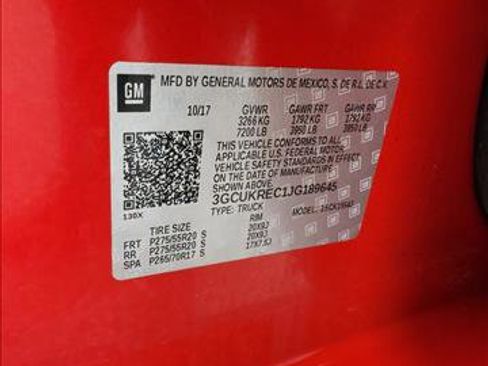 GM
MFD BY GENERAL MOTORS DE MEXICO, S. DE R.L. DE C.V.
10/17 GVWR GAWR FRT GAWR RR
3266 KG 1792 KG 1792 KG
7200 LB 3950 LB 3950 LB
THIS VEHICLE CONFORMS TO ALL
APPLICABLE U.S. FEDERAL MOTOR
VEHICLE SAFETY STANDARDS IN EFFECT
ON THE DATE OF MANUFACTURE SHOWN
ABOVE.
3GCUKREC1JG189645
TYPE: TRUCK MODEL:
130X
TIRE SIZE RIM
FRT P275/55R20 S 20X9J
RR P275/55R20 S 20X9J
SPA P265/70R17 S 17X7.5J